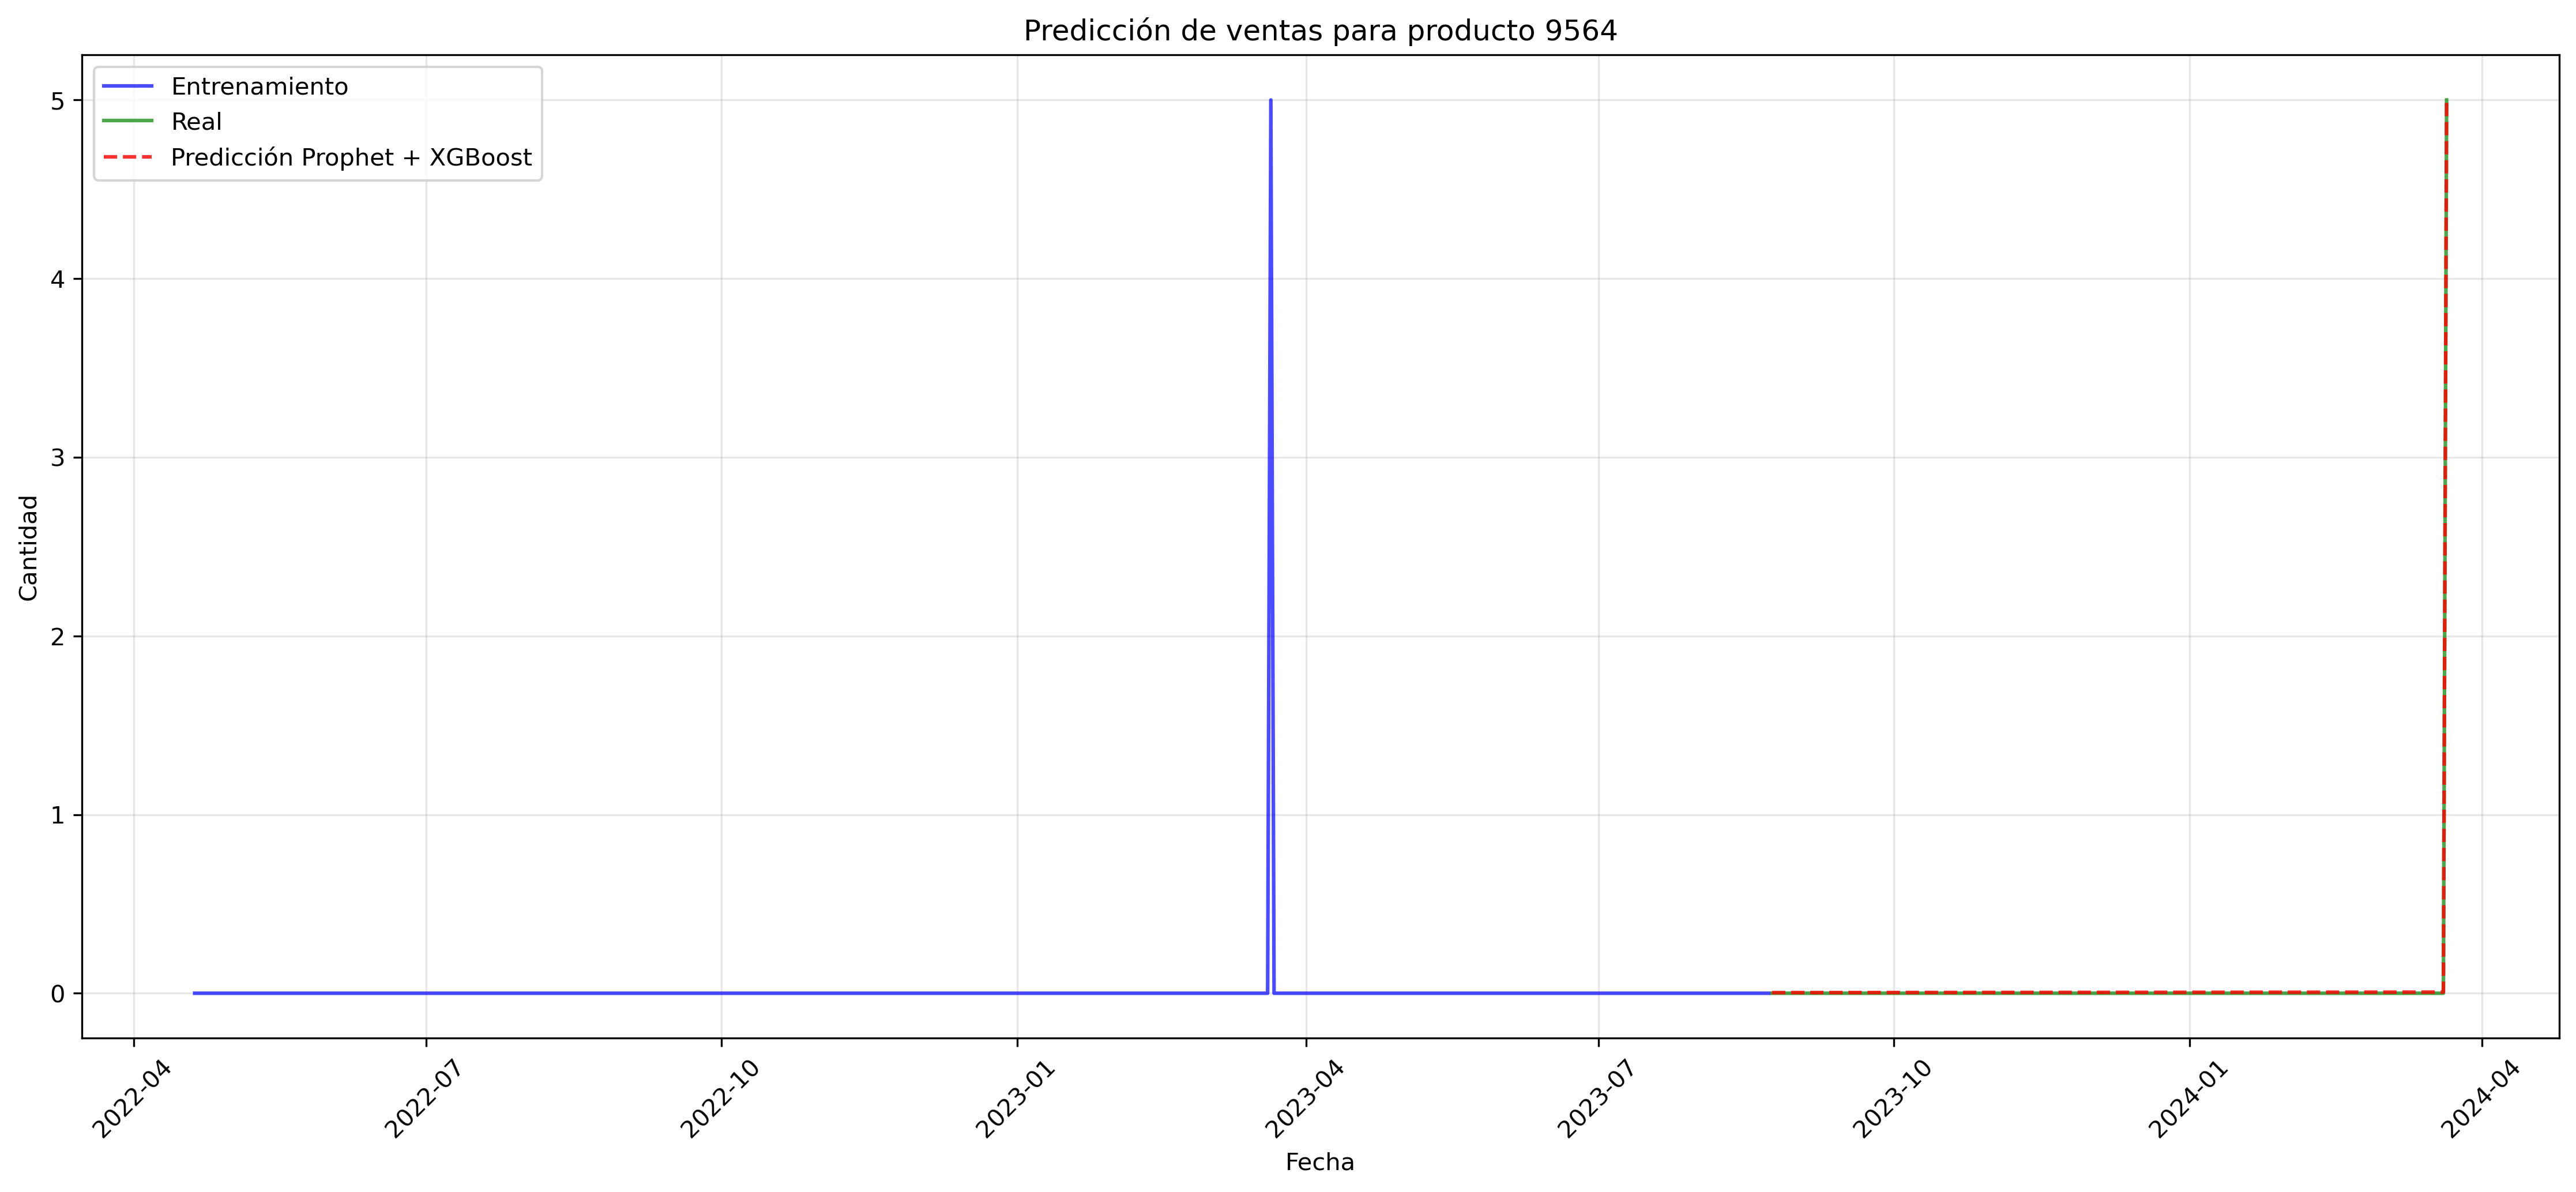 Predicción de ventas para producto 9564
Entrenamiento
Real
Predicción Prophet + XGBoost
Cantidad
5
4
3
2
1
0
2022-04
2022-07
2022-10
2023-01
2023-04
2023-07
2023-10
2024-01
2024-04
Fecha